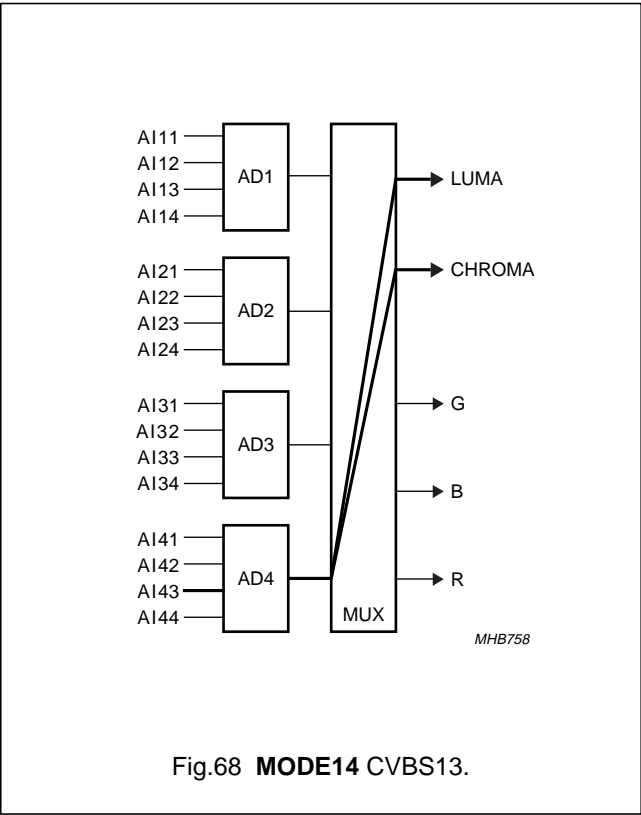 AI11
AI12
AD1
AI13
AI14
LUMA
AI21
CHROMA
AI22
AD2
AI23
AI24
AI31
G
AI32
AD3
AI33
AI34
B
AI41
AI42
AD4
R
AI43
AI44
MUX
MHB758
Fig.68 MODE14 CVBS13.